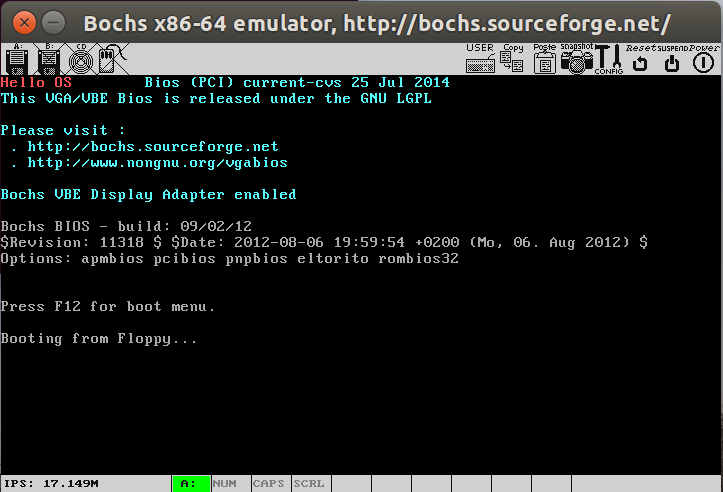 Bochs x86-64 emulator, http://bochs.sourceforge.net/
A: B: CD USER Copy Paste snapshot CONFIG Reset SUSPEND Power
Hello OS Bios (PCI) current-cvs 25 Jul 2014
This VGA/VBE Bios is released under the GNU LGPL
Please visit :
. http://bochs.sourceforge.net
. http://www.nongnu.org/vgabios
Bochs VBE Display Adapter enabled
Bochs BIOS - build: 09/02/12
$Revision: 11318 $ $Date: 2012-08-06 19:59:54 +0200 (Mo, 06. Aug 2012) $
Options: apmbios pcibios pnpbios eltorito rombios32
Press F12 for boot menu.
Booting from Floppy...
IPS: 17.149M A: NUM CAPS SCRL